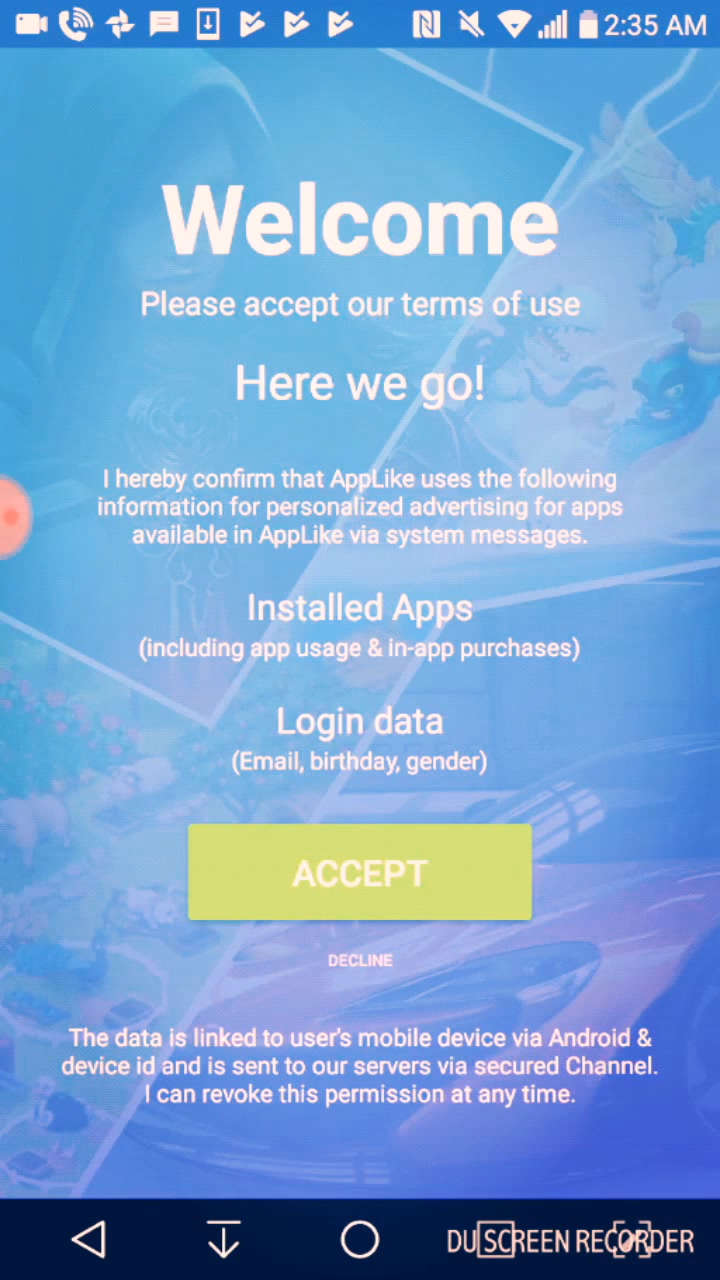 2:35 AM
Welcome
Please accept our terms of use
Here we go!
I hereby confirm that AppLike uses the following
information for personalized advertising for apps
available in AppLike via system messages.
Installed Apps
(including app usage & in-app purchases)
Login data
(Email, birthday, gender)
ACCEPT
DECLINE
The data is linked to user's mobile device via Android &
device id and is sent to our servers via secured Channel.
I can revoke this permission at any time.
DU SCREEN RECORDER